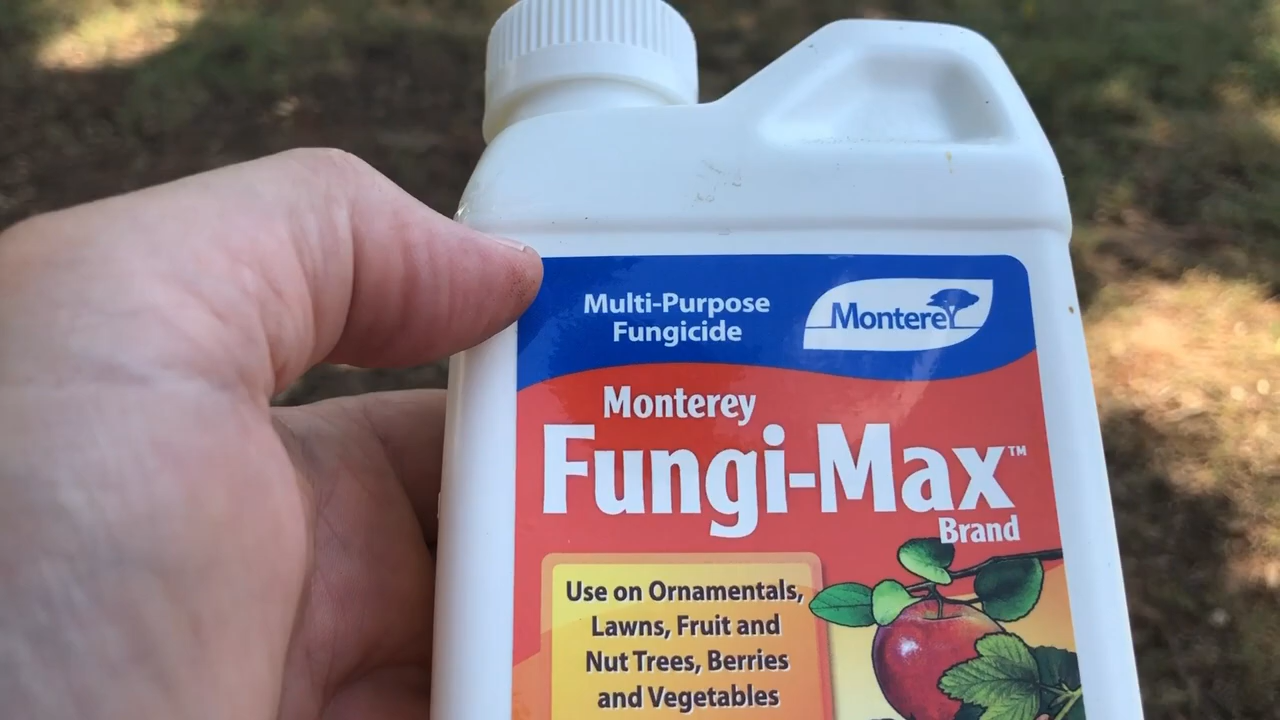 Multi-Purpose
Fungicide
Monterey
Monterey
Fungi-Max™
Brand
Use on Ornamentals,
Lawns, Fruit and
Nut Trees, Berries
and Vegetables